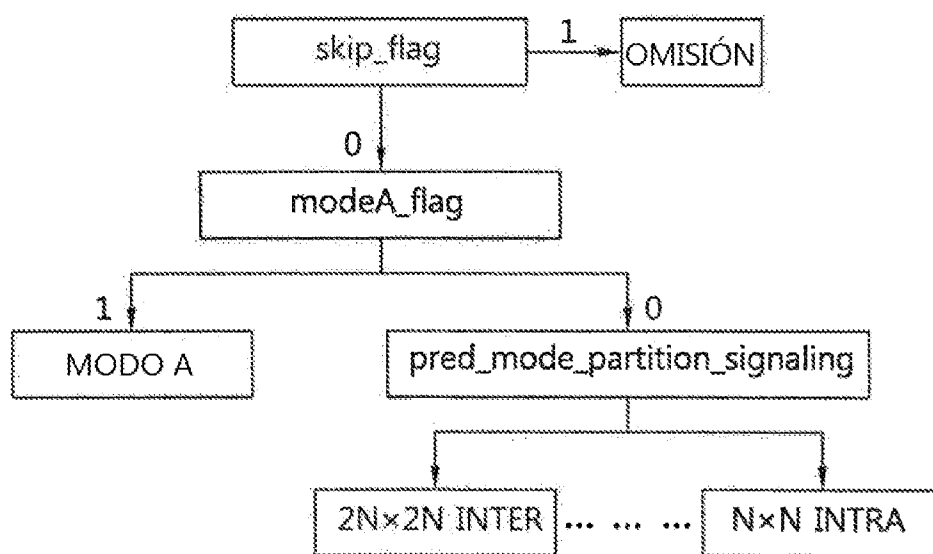 skip_flag
1
OMISIÓN
0
modeA_flag
1
0
MODO A
pred_mode_partition_signaling
2N×2N INTER ... ... ... N×N INTRA